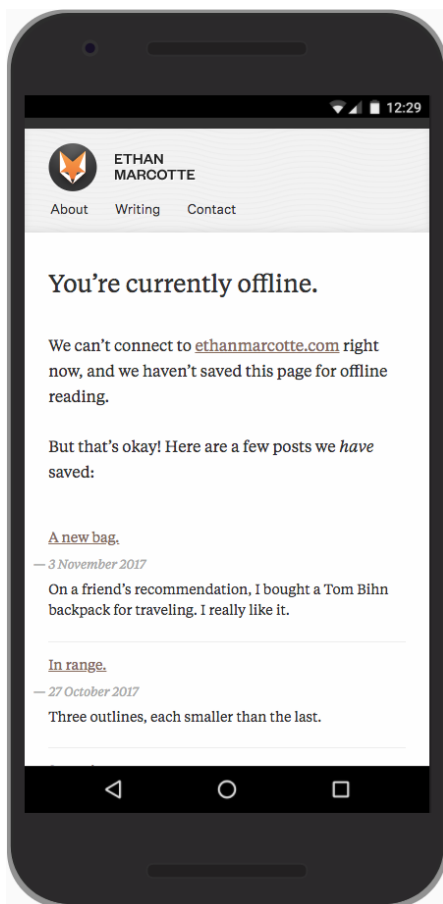 12:29
ETHAN
MARCOTTE
About Writing Contact
You’re currently offline.
We can’t connect to ethanmarcotte.com right
now, and we haven’t saved this page for offline
reading.
But that’s okay! Here are a few posts we have
saved:
A new bag.
— 3 November 2017
On a friend’s recommendation, I bought a Tom Bihn
backpack for traveling. I really like it.
In range.
— 27 October 2017
Three outlines, each smaller than the last.